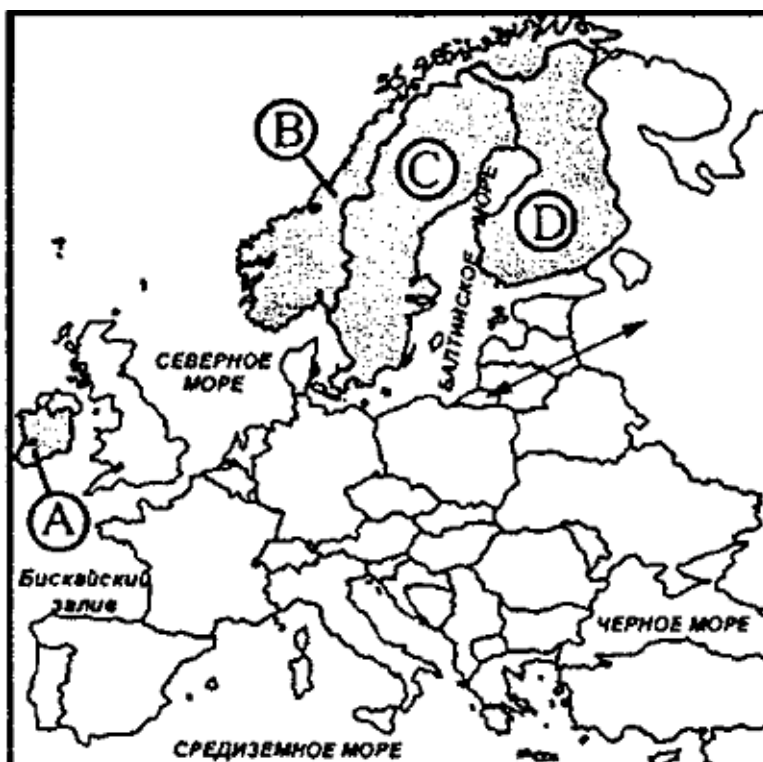 B
C
D
БАЛТИЙСКОЕ МОРЕ
СЕВЕРНОЕ
МОРЕ
A
Бискайский
залив
ЧЕРНОЕ МОРЕ
СРЕДИЗЕМНОЕ МОРЕ